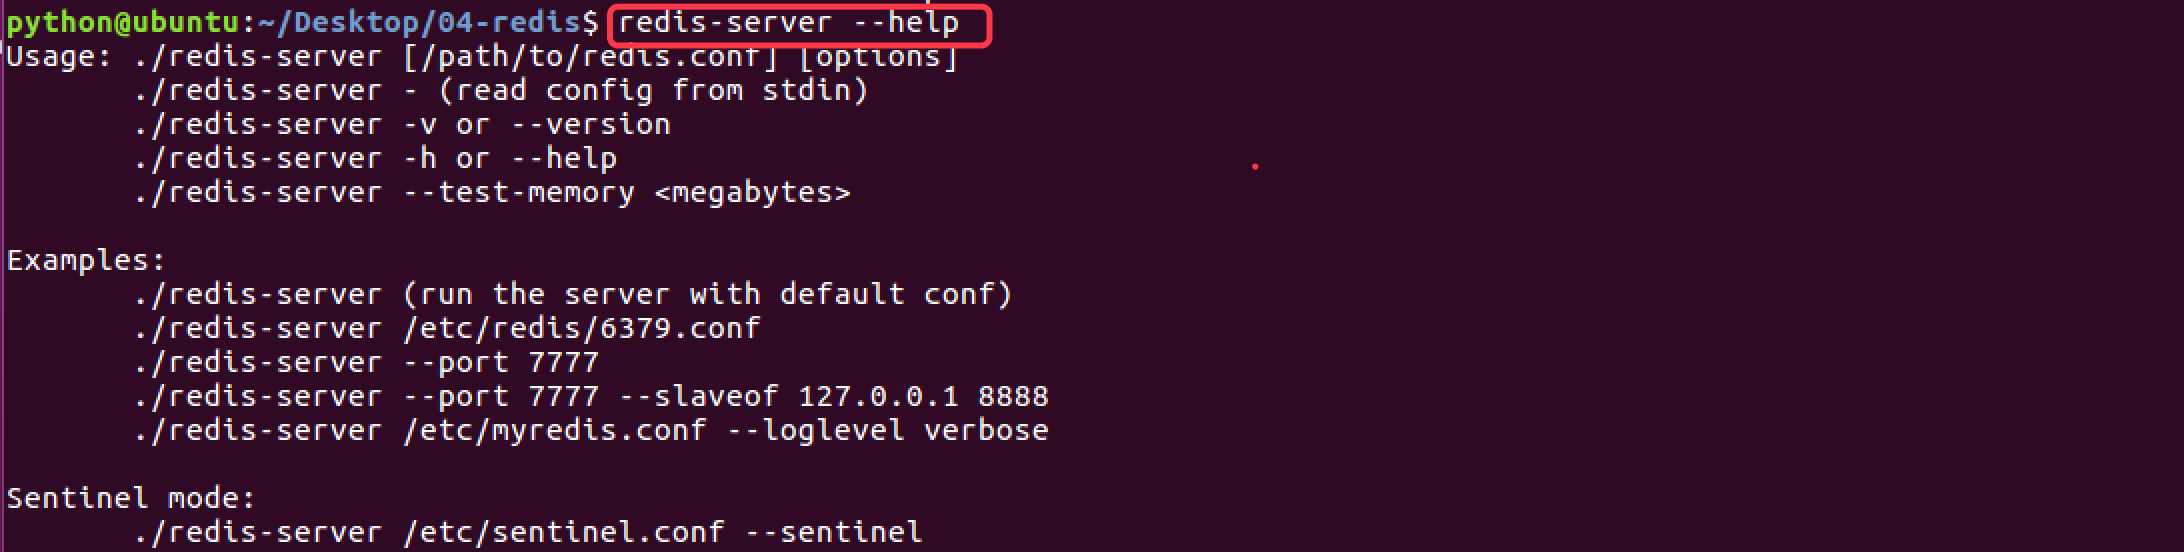 python@ubuntu:~/Desktop/04-redis$ redis-server --help
Usage: ./redis-server [/path/to/redis.conf] [options]
       ./redis-server - (read config from stdin)
       ./redis-server -v or --version
       ./redis-server -h or --help
       ./redis-server --test-memory <megabytes>

Examples:
       ./redis-server (run the server with default conf)
       ./redis-server /etc/redis/6379.conf
       ./redis-server --port 7777
       ./redis-server --port 7777 --slaveof 127.0.0.1 8888
       ./redis-server /etc/myredis.conf --loglevel verbose

Sentinel mode:
       ./redis-server /etc/sentinel.conf --sentinel